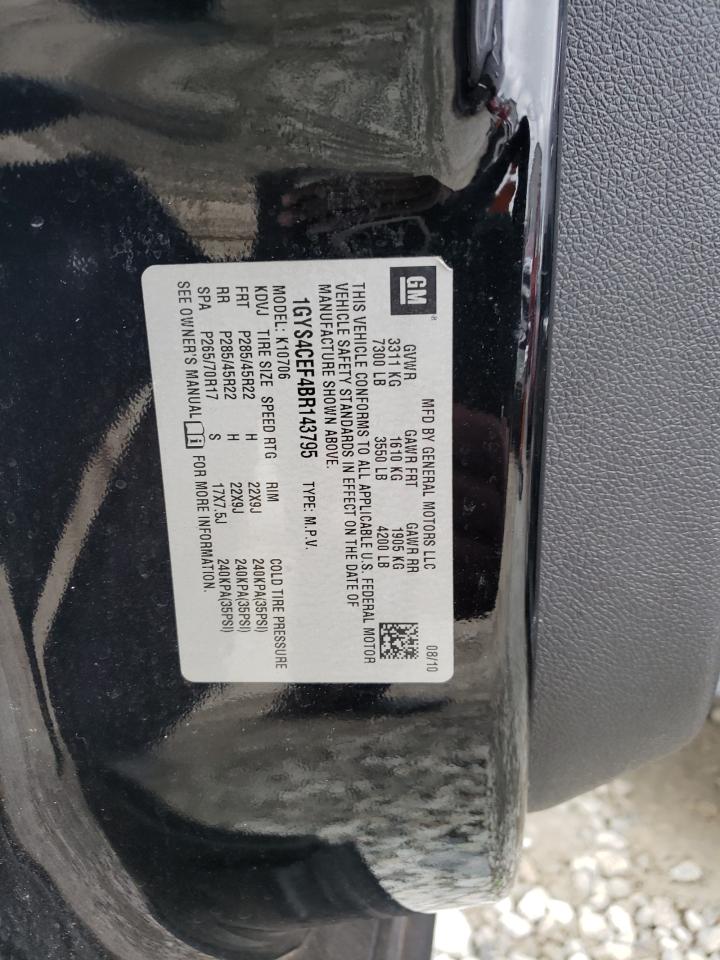 GM
MFD BY GENERAL MOTORS LLC 08/10
GVWR GAWR FRT GAWR RR
3311 KG 1610 KG 1905 KG
7300 LB 3550 LB 4200 LB
THIS VEHICLE CONFORMS TO ALL APPLICABLE U.S. FEDERAL MOTOR
VEHICLE SAFETY STANDARDS IN EFFECT ON THE DATE OF
MANUFACTURE SHOWN ABOVE.
1GYS4CEF4BR143795 TYPE: M.P.V.
MODEL: K10706
KDVJ TIRE SIZE SPEED RTG RIM COLD TIRE PRESSURE
FRT P285/45R22 H 22X9J 240KPA(35PSI)
RR P285/45R22 H 22X9J 240KPA(35PSI)
SPA P265/70R17 S 17X7.5J 240KPA(35PSI)
SEE OWNER'S MANUAL i FOR MORE INFORMATION.